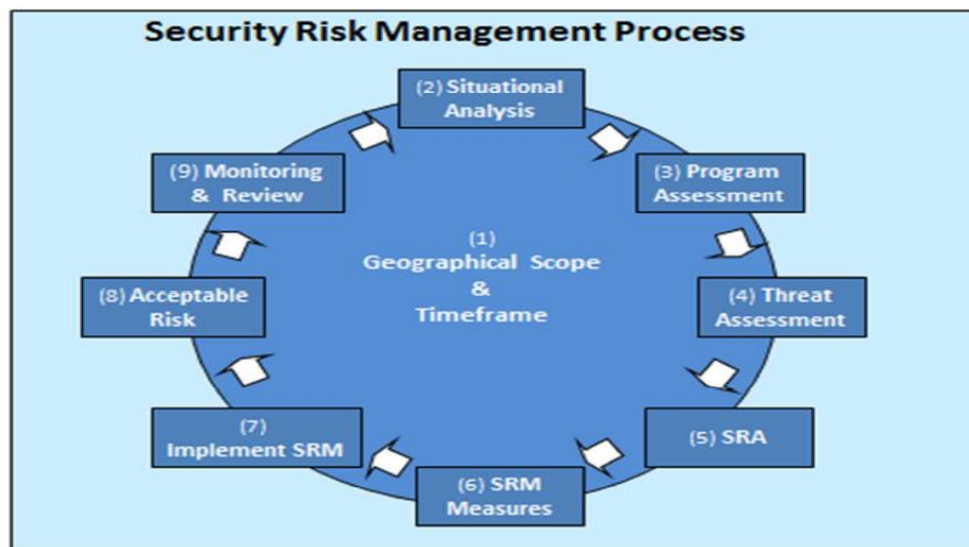 Security Risk Management Process
(1)
Geographical Scope
&
Timeframe
(2) Situational
Analysis
(3) Program
Assessment
(4) Threat
Assessment
(5) SRA
(6) SRM
Measures
(7)
Implement SRM
(8) Acceptable
Risk
(9) Monitoring
& Review